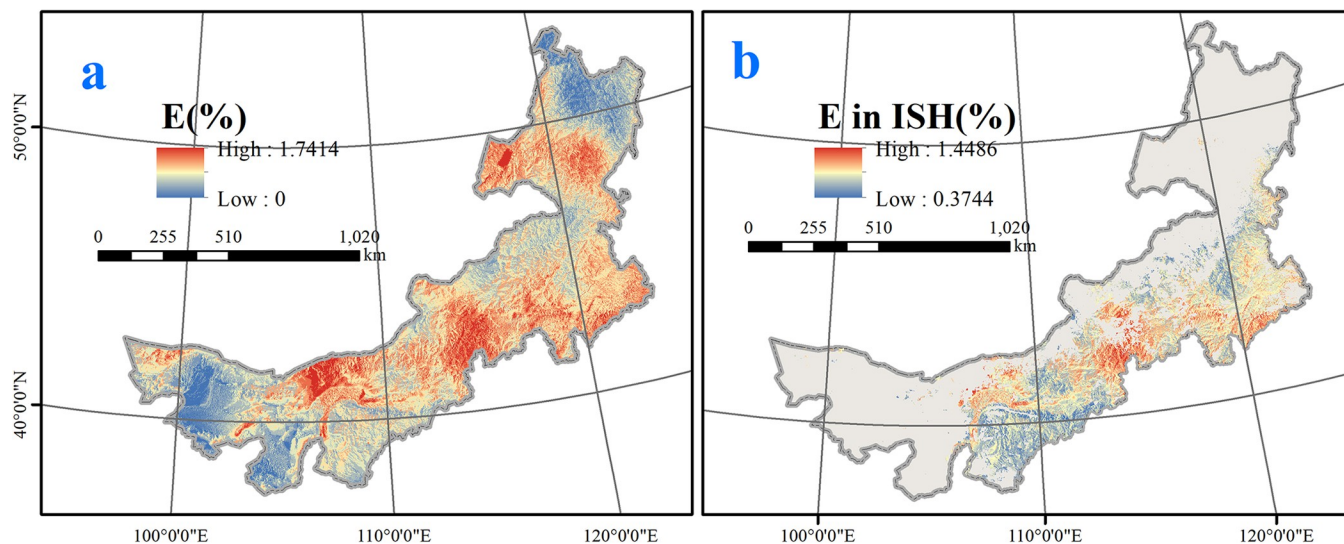 a
E(%)
High : 1.7414
Low : 0
0 255 510 1,020
km
50°0'0"N
40°0'0"N
100°0'0"E 110°0'0"E 120°0'0"E
b
E in ISH(%)
High : 1.4486
Low : 0.3744
0 255 510 1,020
km
100°0'0"E 110°0'0"E 120°0'0"E